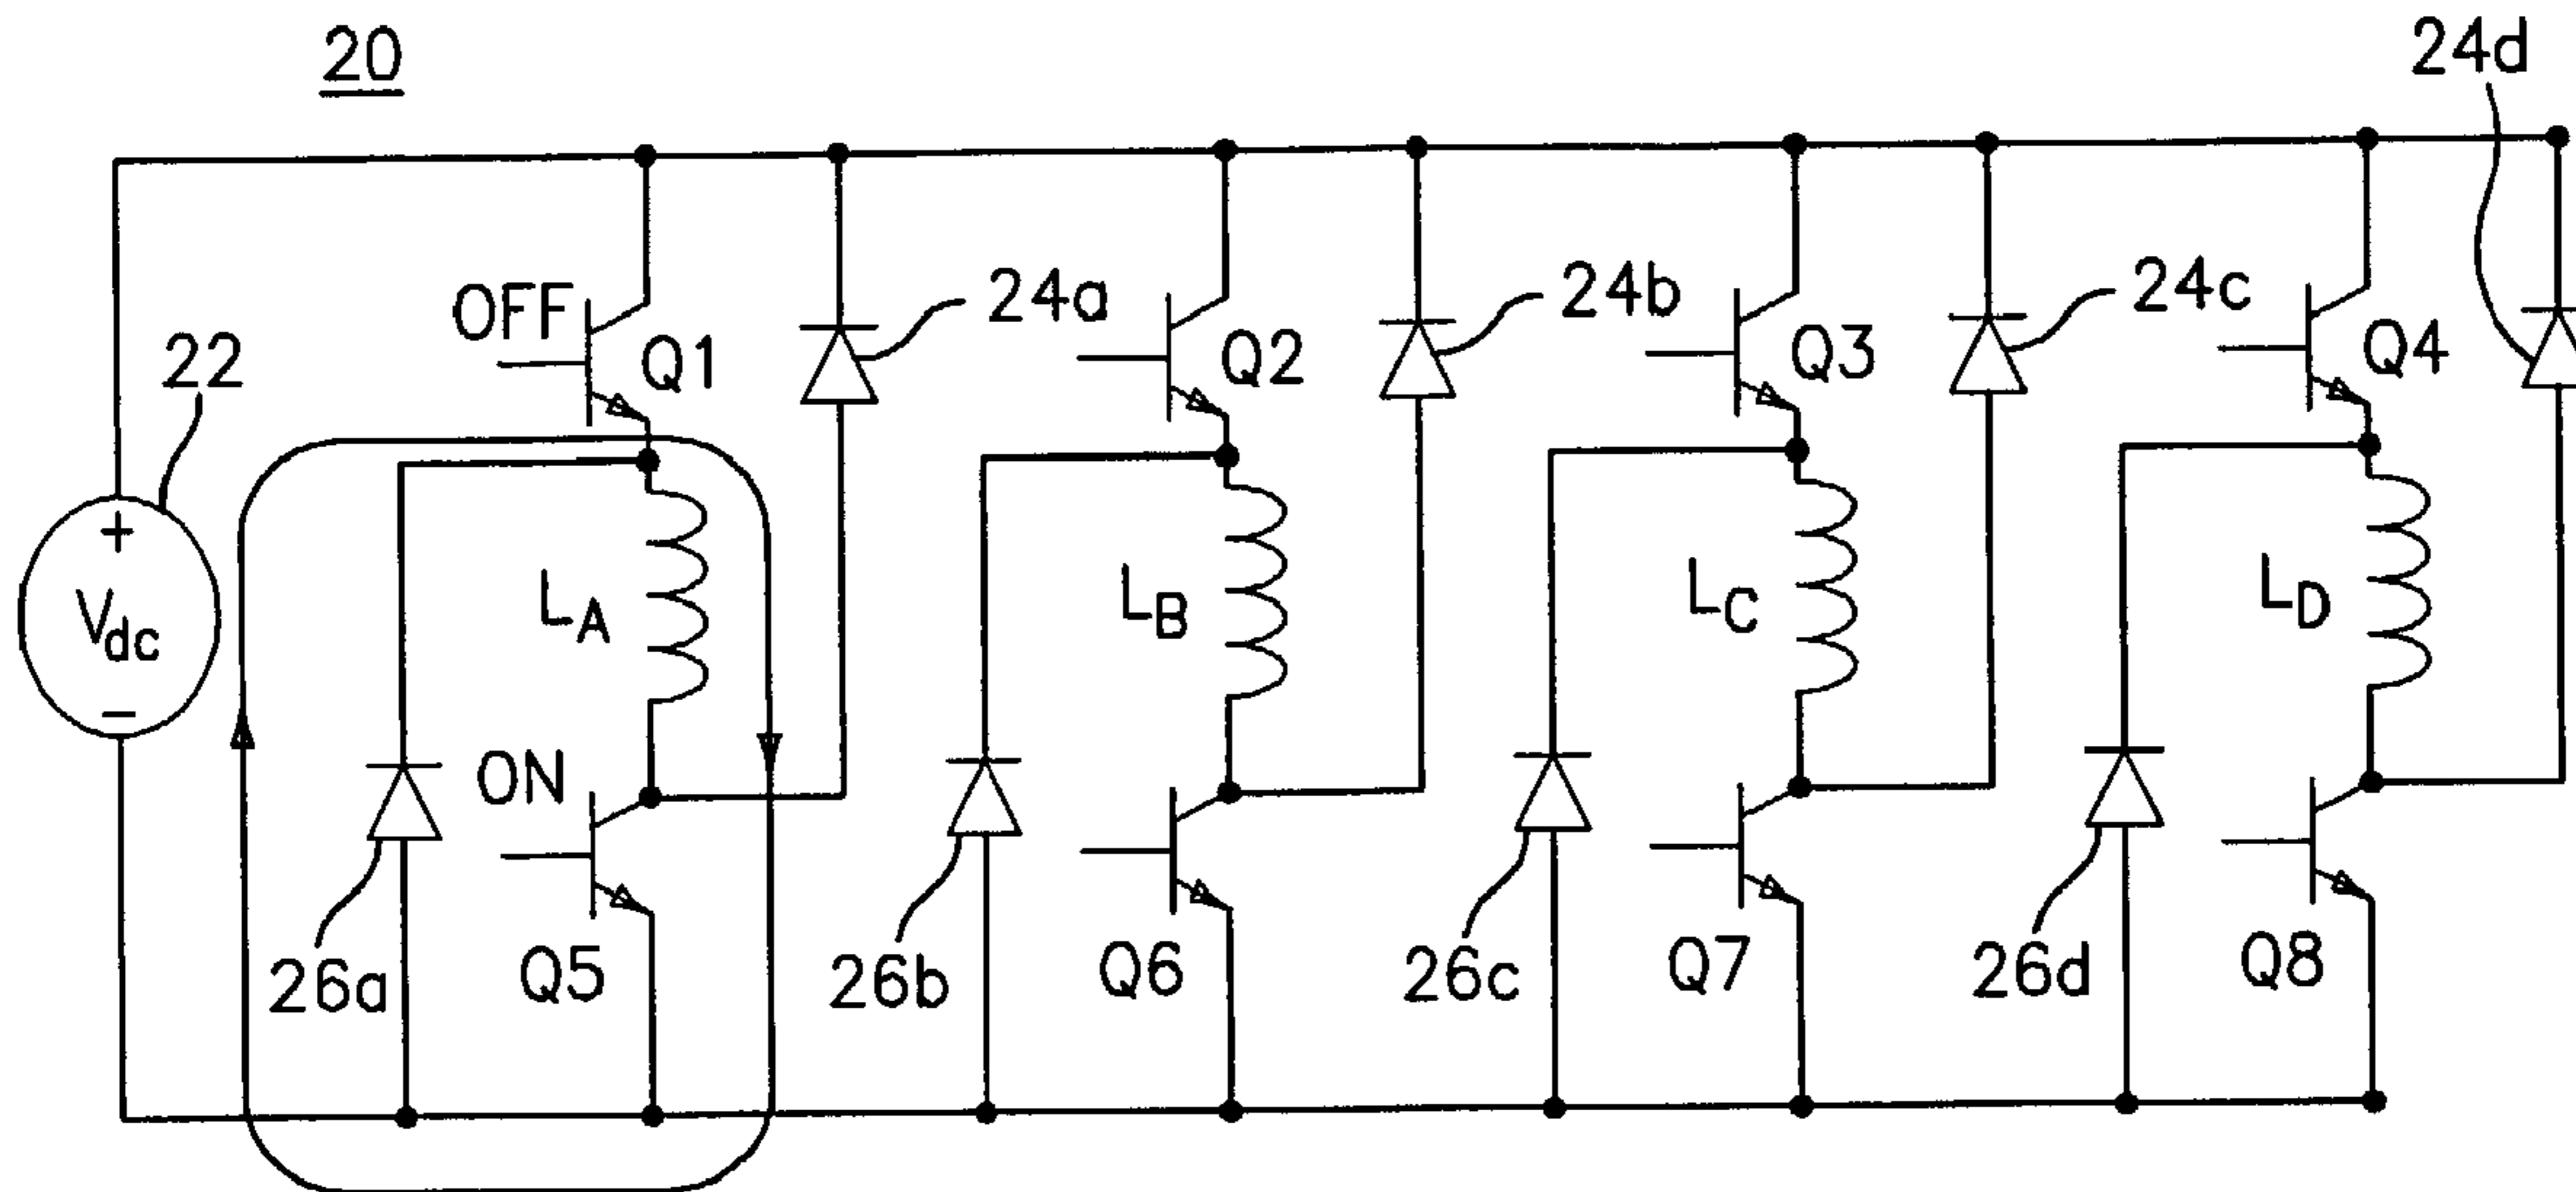 20
24d
OFF
Q1
24a
Q2
24b
Q3
24c
Q4
22
+
Vdc
−
LA
LB
LC
LD
ON
26a
Q5
26b
Q6
26c
Q7
26d
Q8